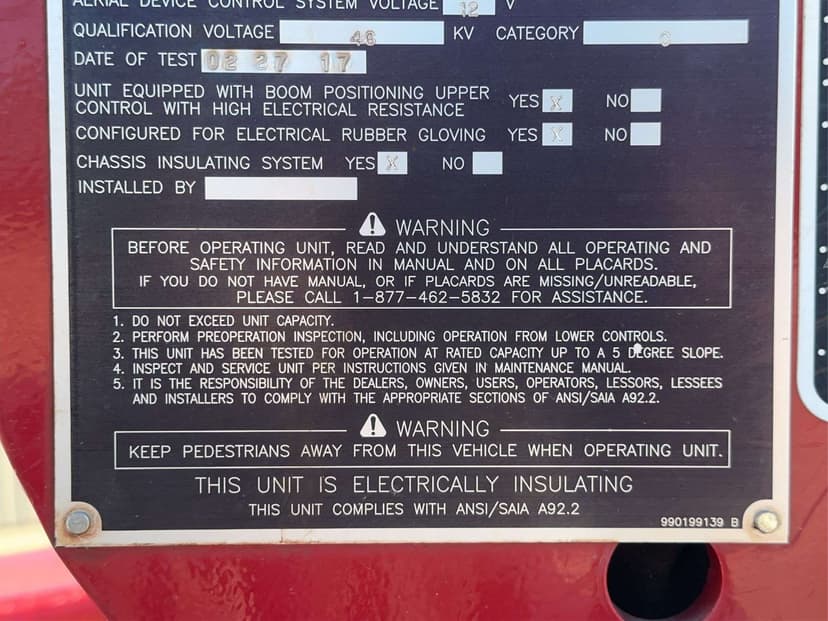 AERIAL DEVICE CONTROL SYSTEM VOLTAGE 12 V
QUALIFICATION VOLTAGE 46 KV CATEGORY C
DATE OF TEST 02 27 17
UNIT EQUIPPED WITH BOOM POSITIONING UPPER
CONTROL WITH HIGH ELECTRICAL RESISTANCE YES X NO
CONFIGURED FOR ELECTRICAL RUBBER GLOVING YES X NO
CHASSIS INSULATING SYSTEM YES X NO
INSTALLED BY
WARNING
BEFORE OPERATING UNIT, READ AND UNDERSTAND ALL OPERATING AND
SAFETY INFORMATION IN MANUAL AND ON ALL PLACARDS.
IF YOU DO NOT HAVE MANUAL, OR IF PLACARDS ARE MISSING/UNREADABLE,
PLEASE CALL 1-877-462-5832 FOR ASSISTANCE.
1. DO NOT EXCEED UNIT CAPACITY.
2. PERFORM PREOPERATION INSPECTION, INCLUDING OPERATION FROM LOWER CONTROLS.
3. THIS UNIT HAS BEEN TESTED FOR OPERATION AT RATED CAPACITY UP TO A 5 DEGREE SLOPE.
4. INSPECT AND SERVICE UNIT PER INSTRUCTIONS GIVEN IN MAINTENANCE MANUAL.
5. IT IS THE RESPONSIBILITY OF THE DEALERS, OWNERS, USERS, OPERATORS, LESSORS, LESSEES
AND INSTALLERS TO COMPLY WITH THE APPROPRIATE SECTIONS OF ANSI/SAIA A92.2.
WARNING
KEEP PEDESTRIANS AWAY FROM THIS VEHICLE WHEN OPERATING UNIT.
THIS UNIT IS ELECTRICALLY INSULATING
THIS UNIT COMPLIES WITH ANSI/SAIA A92.2
990199139 B